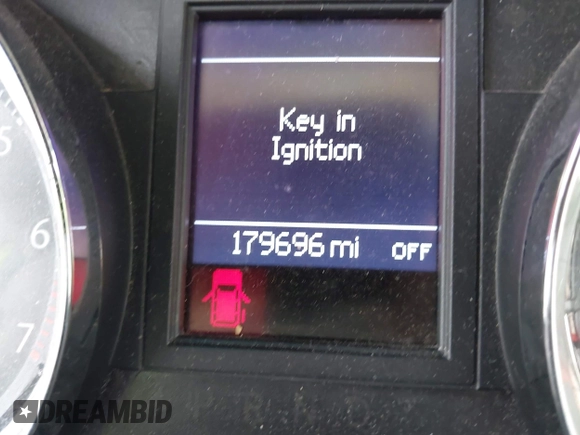 Key in
Ignition
179696 mi OFF
5
6
7
DREAMBID